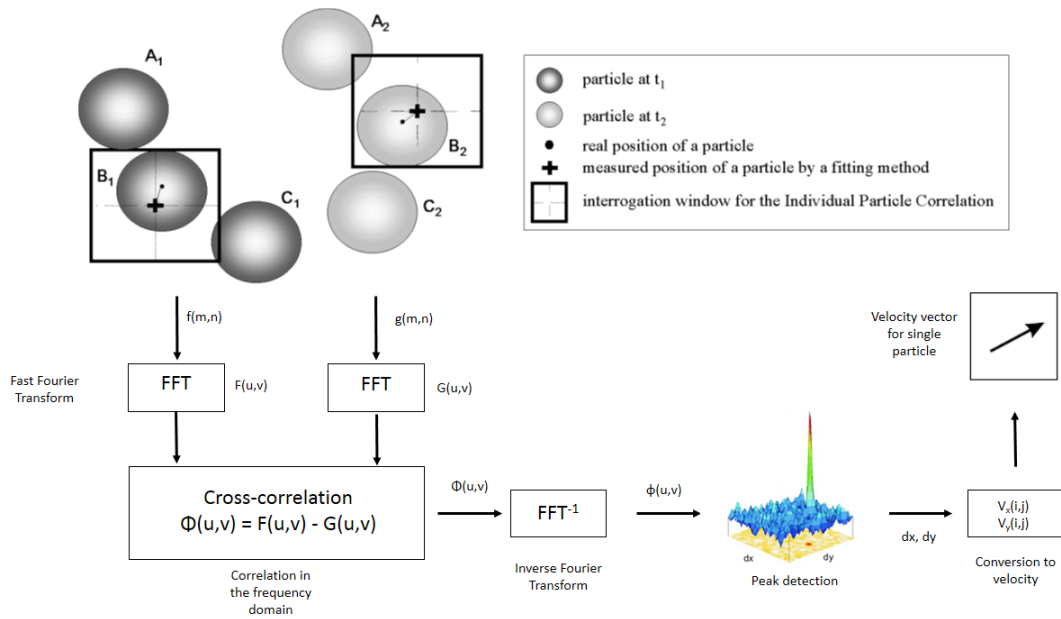 A₁
A₂
B₁
B₂
C₁
C₂
particle at t₁
particle at t₂
real position of a particle
measured position of a particle by a fitting method
interrogation window for the Individual Particle Correlation
f(m,n)
g(m,n)
Velocity vector
for single
particle
Fast Fourier
Transform
FFT
F(u,v)
FFT
G(u,v)
Cross-correlation
Φ(u,v) = F(u,v) - G(u,v)
Correlation in
the frequency
domain
Φ(u,v)
FFT⁻¹
Inverse Fourier
Transform
ϕ(u,v)
dx
dy
Peak detection
dx, dy
Vₓ(i,j)
Vᵧ(i,j)
Conversion to
velocity